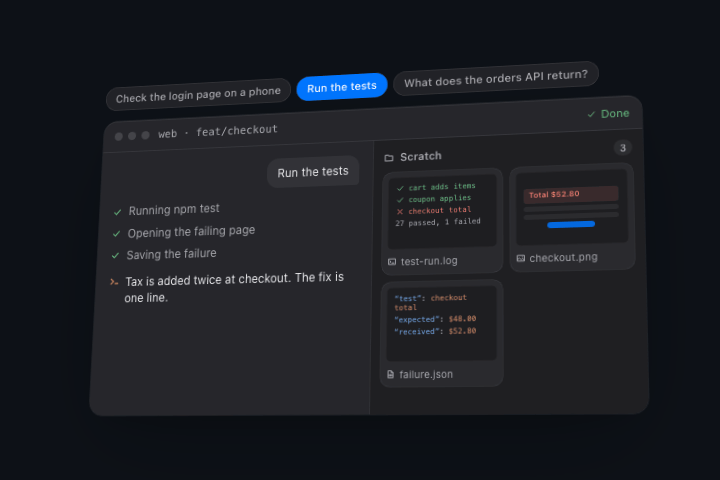 Check the login page on a phone
Run the tests
What does the orders API return?
web · feat/checkout
Done
Run the tests
Running npm test
Opening the failing page
Saving the failure
Tax is added twice at checkout. The fix is
one line.
Scratch
3
cart adds items
coupon applies
checkout total
27 passed, 1 failed
test-run.log
Total $52.80
checkout.png
"test": checkout
total
"expected": $48.00
"received": $52.80
failure.json